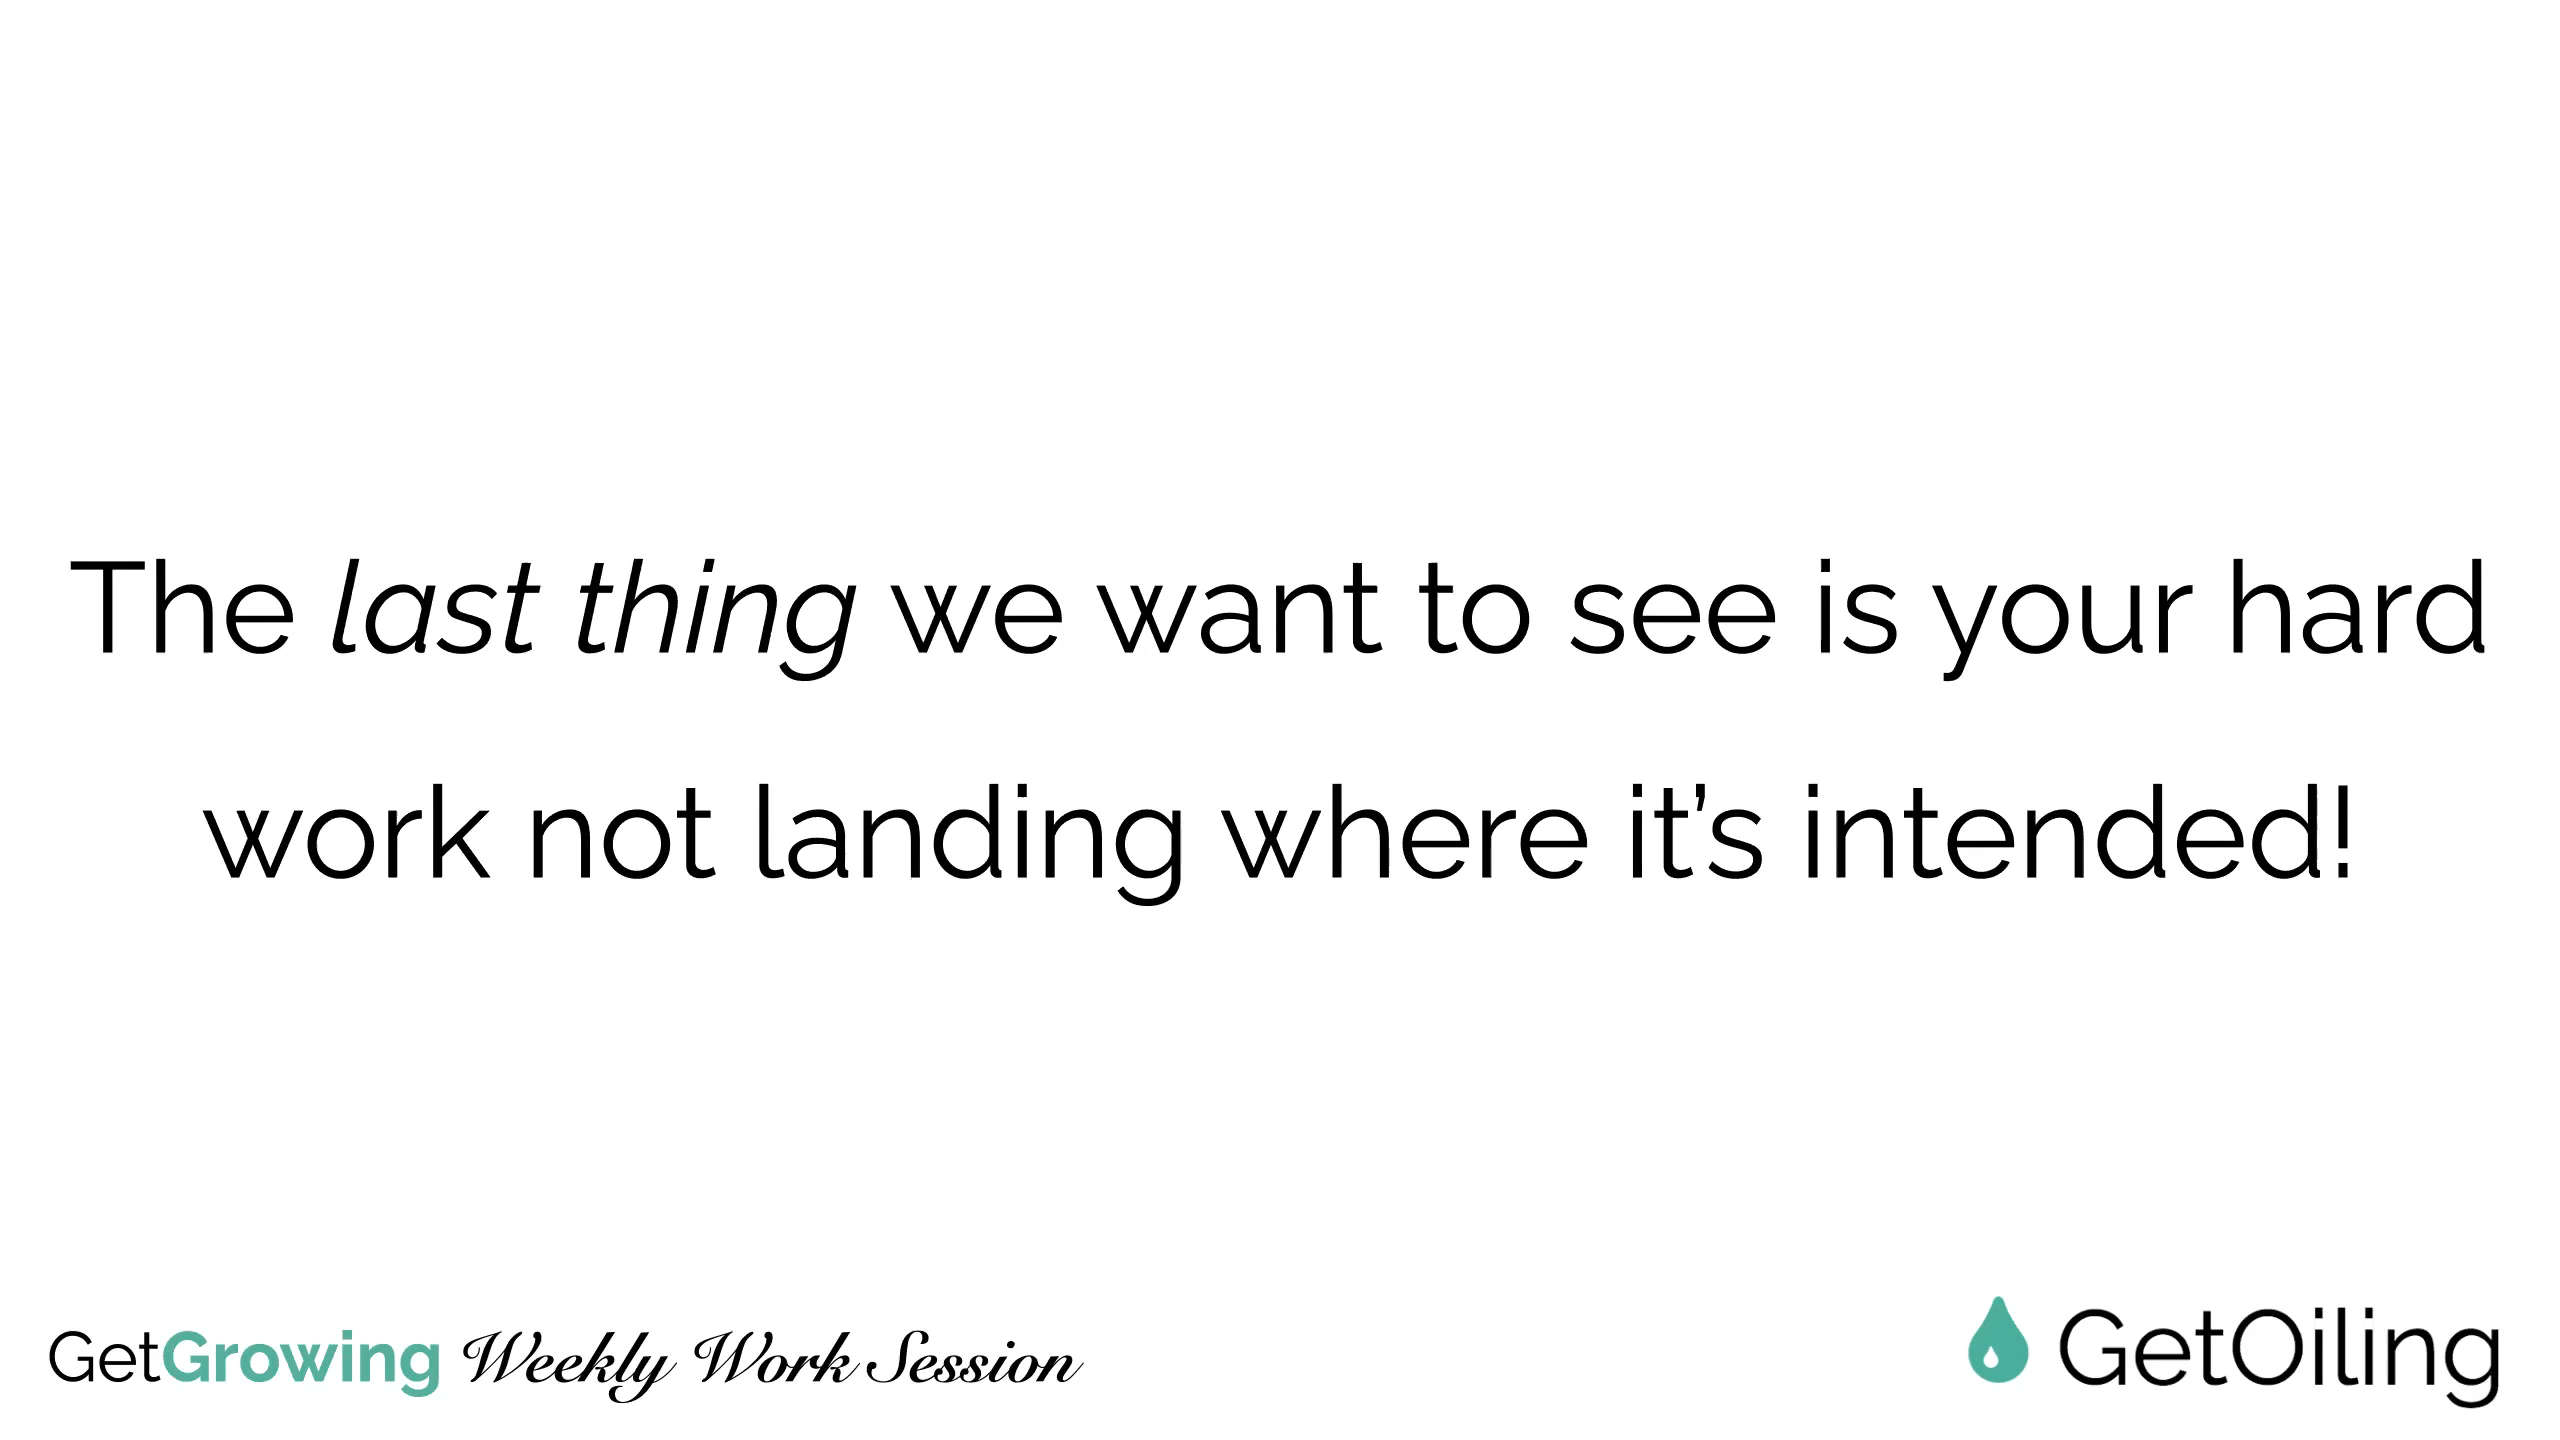 The last thing we want to see is your hard
work not landing where it’s intended!
GetGrowing Weekly Work Session
GetOiling